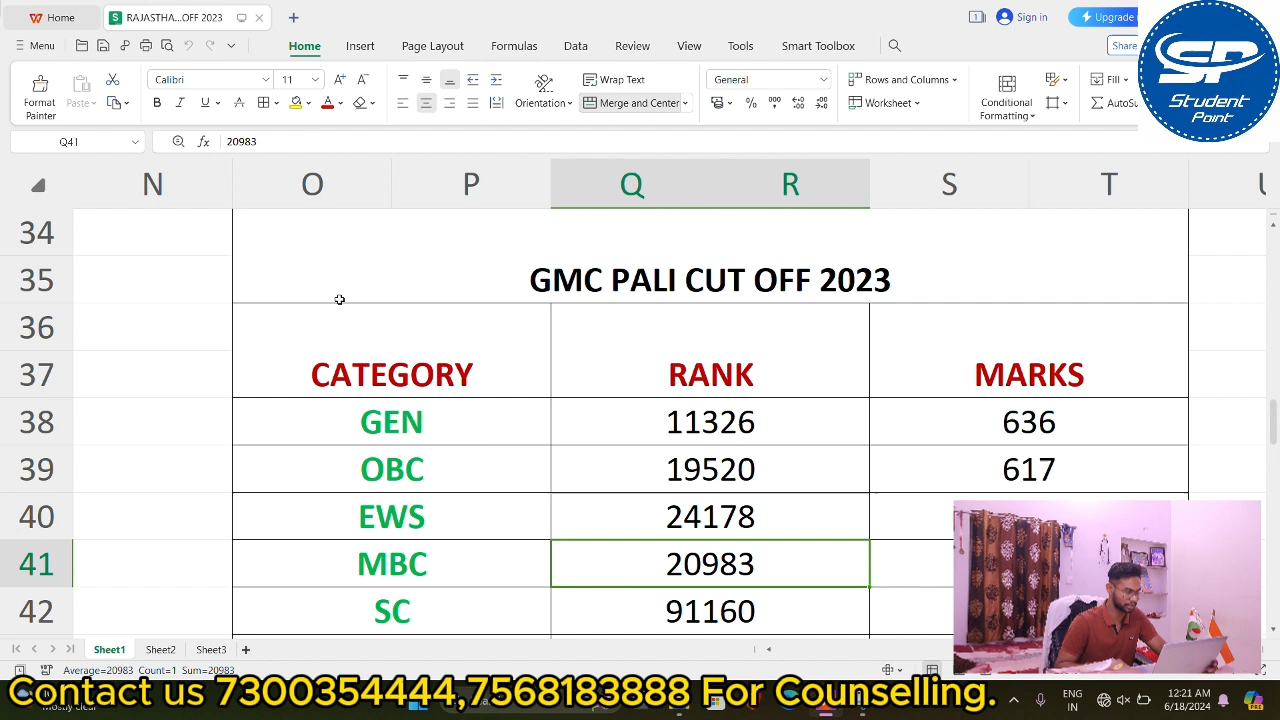 Home
RAJASTHA...OFF 2023
Sign in
Upgrade
Menu
Home Insert Page Layout Formulas Data Review View Tools Smart Toolbox
Share
Format Painter
Paste
Calibri 11
Wrap Text
General
Rows and Columns
Fill
Orientation
Merge and Center
Worksheet
Conditional Formatting
AutoSu
SP
Student Point
Q41
fx 20983
N O P Q R S T U
34
35 GMC PALI CUT OFF 2023
36
37 CATEGORY RANK MARKS
38 GEN 11326 636
39 OBC 19520 617
40 EWS 24178
41 MBC 20983
42 SC 91160
Sheet1 Sheet2 Sheet3
Average=20983 Count=1 Sum=20983
Contact us 7300354444,7568183888 For Counselling.
Mostly clear
ENG IN
12:21 AM
6/18/2024